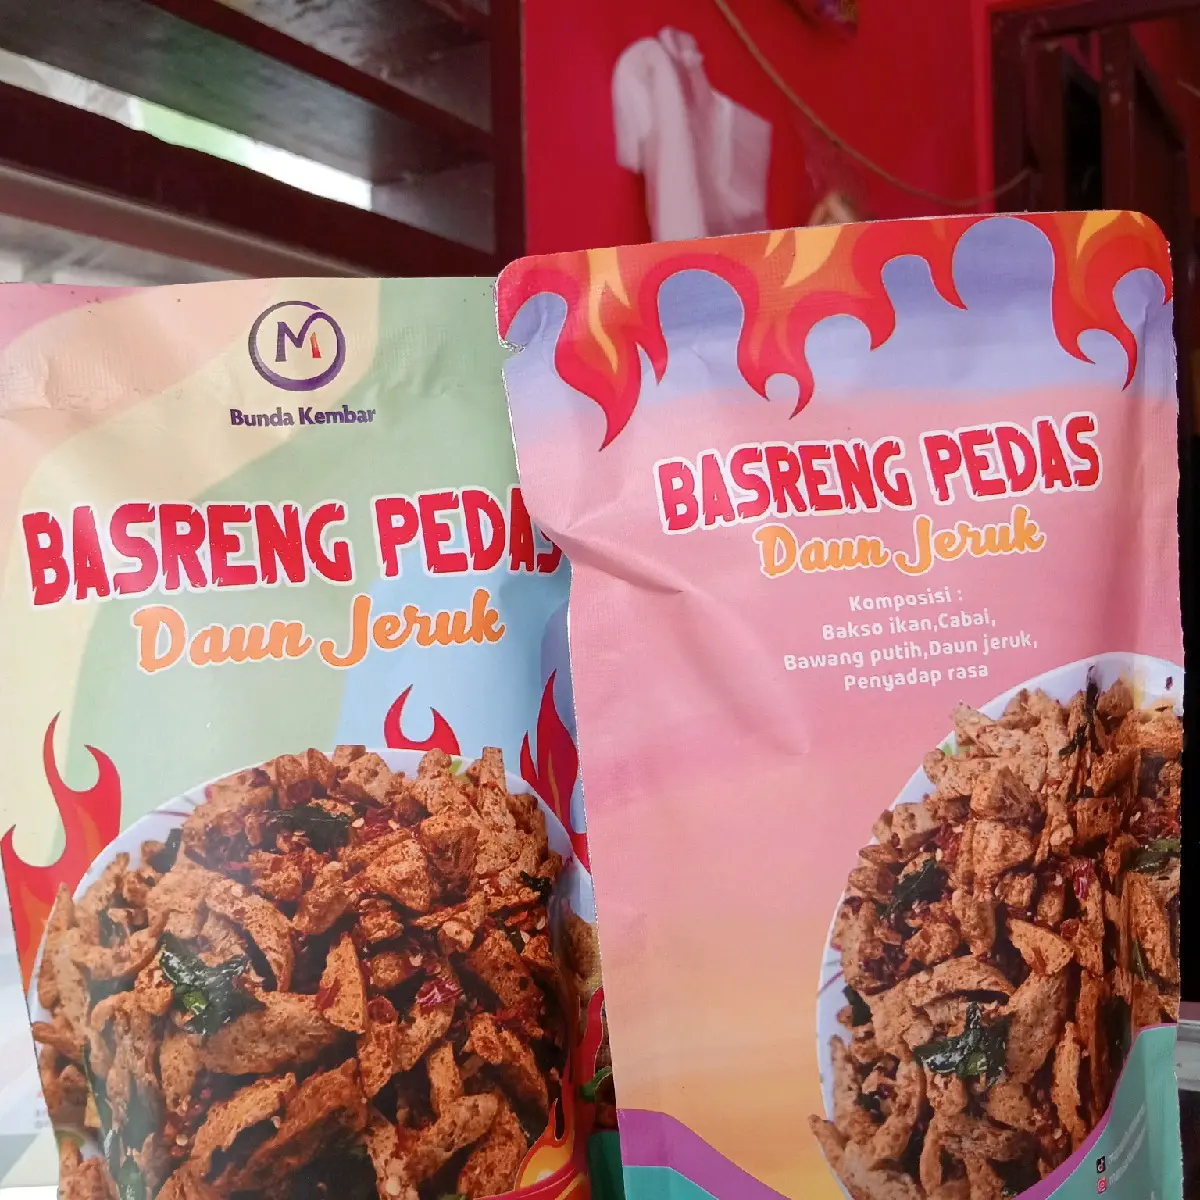 M
Bunda Kembar
BASRENG PEDAS
Daun Jeruk
BASRENG PEDAS
Daun Jeruk
Komposisi :
Bakso ikan,Cabai,
Bawang putih,Daun jeruk,
Penyadap rasa